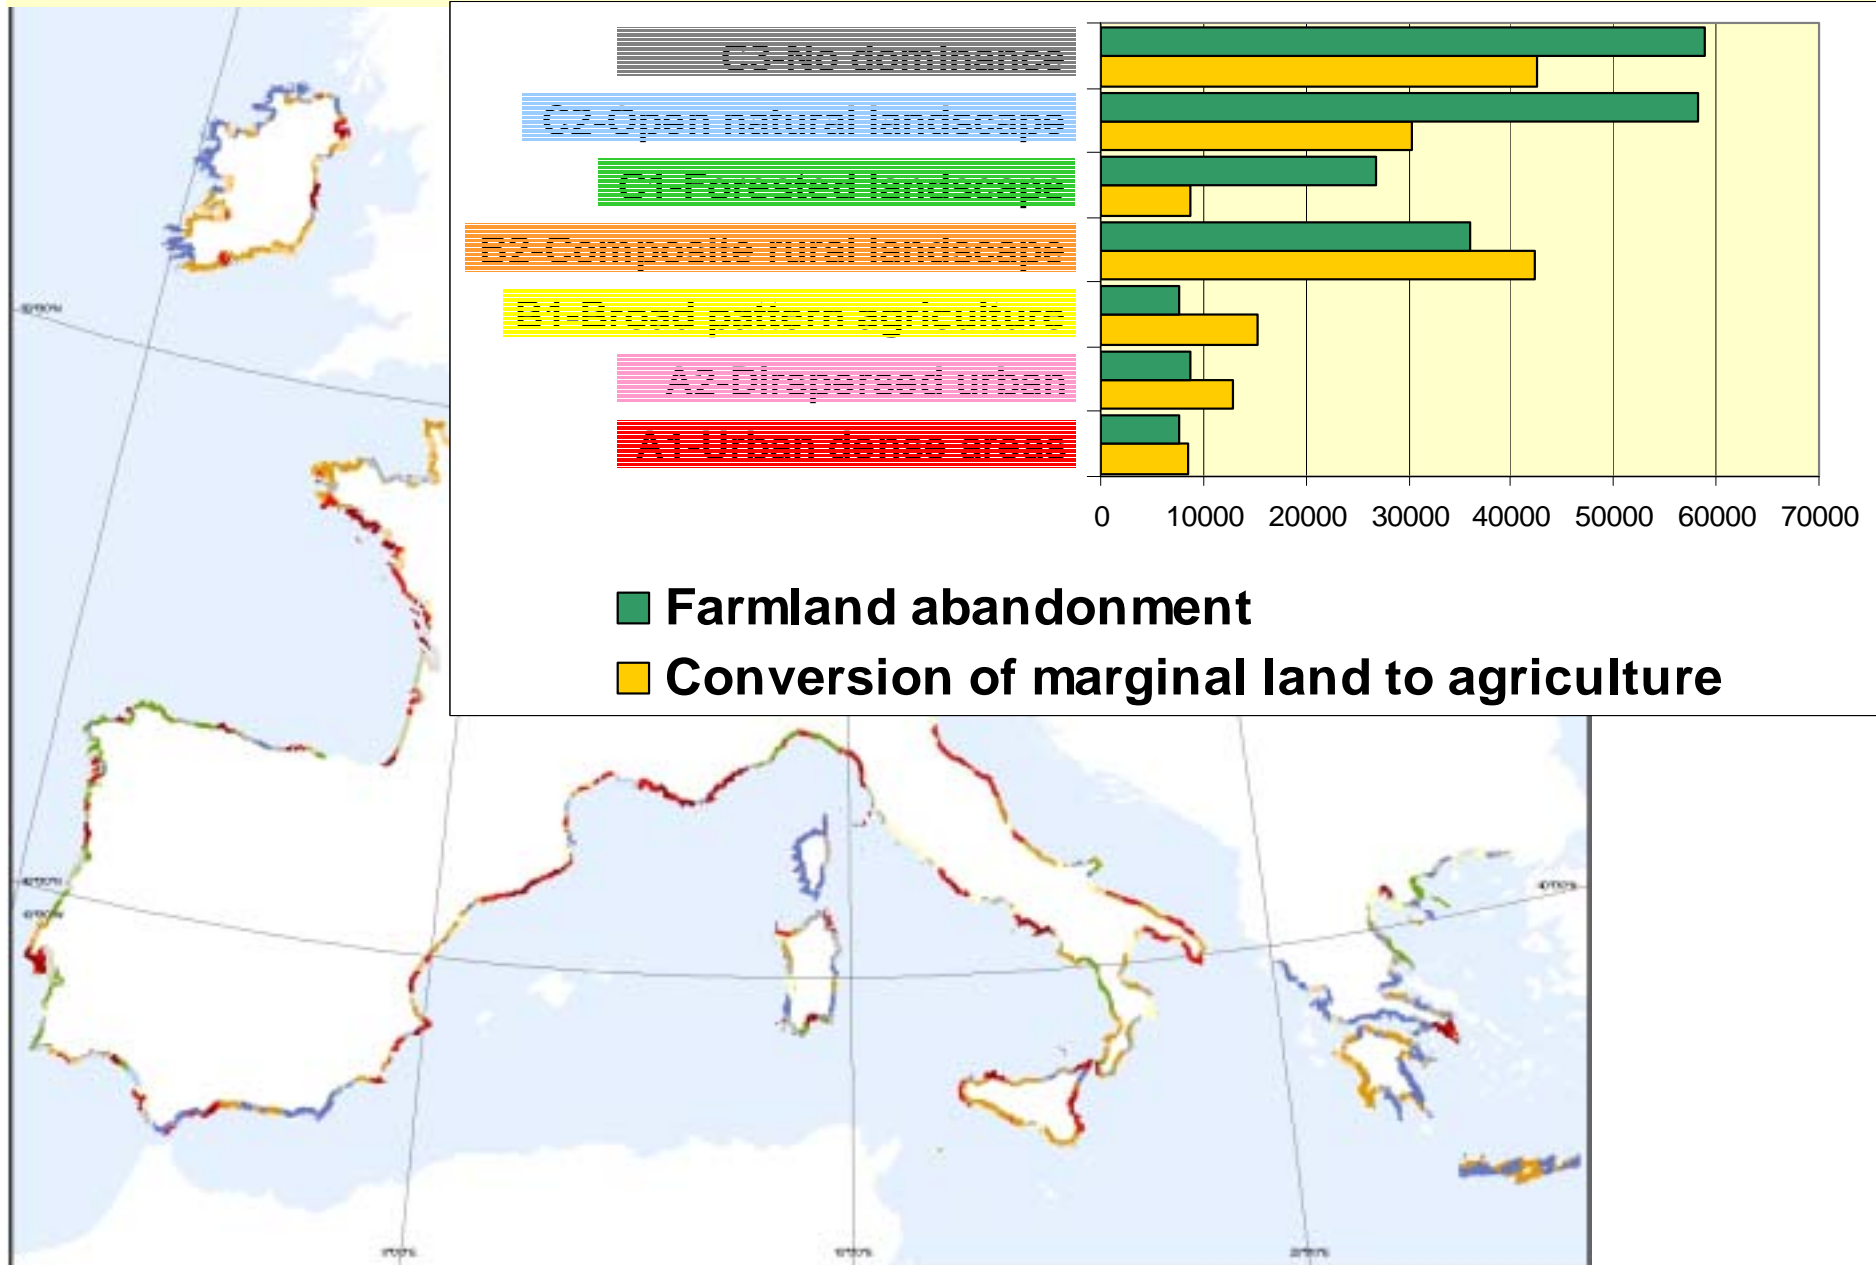 C3-No dominance
C2-Open natural landscape
C1-Forested landscape
B2-Composite rural landscape
B1-Broad pattern agriculture
A2-Dirspersed urban
A1-Urban dense areas
0 10000 20000 30000 40000 50000 60000 70000
Farmland abandonment
Conversion of marginal land to agriculture